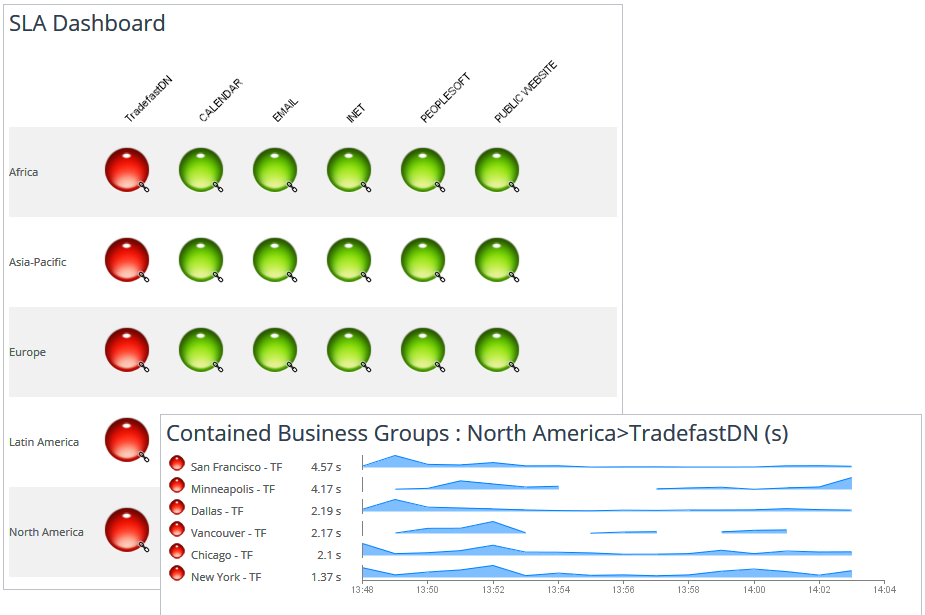 SLA Dashboard
TradefastDN CALENDAR EMAIL INET PEOPLESOFT PUBLIC WEBSITE
Africa
Asia-Pacific
Europe
Latin America
North America
Contained Business Groups : North America>TradefastDN (s)
San Francisco - TF 4.57 s
Minneapolis - TF 4.17 s
Dallas - TF 2.19 s
Vancouver - TF 2.17 s
Chicago - TF 2.1 s
New York - TF 1.37 s
13:48 13:50 13:52 13:54 13:56 13:58 14:00 14:02 14:04